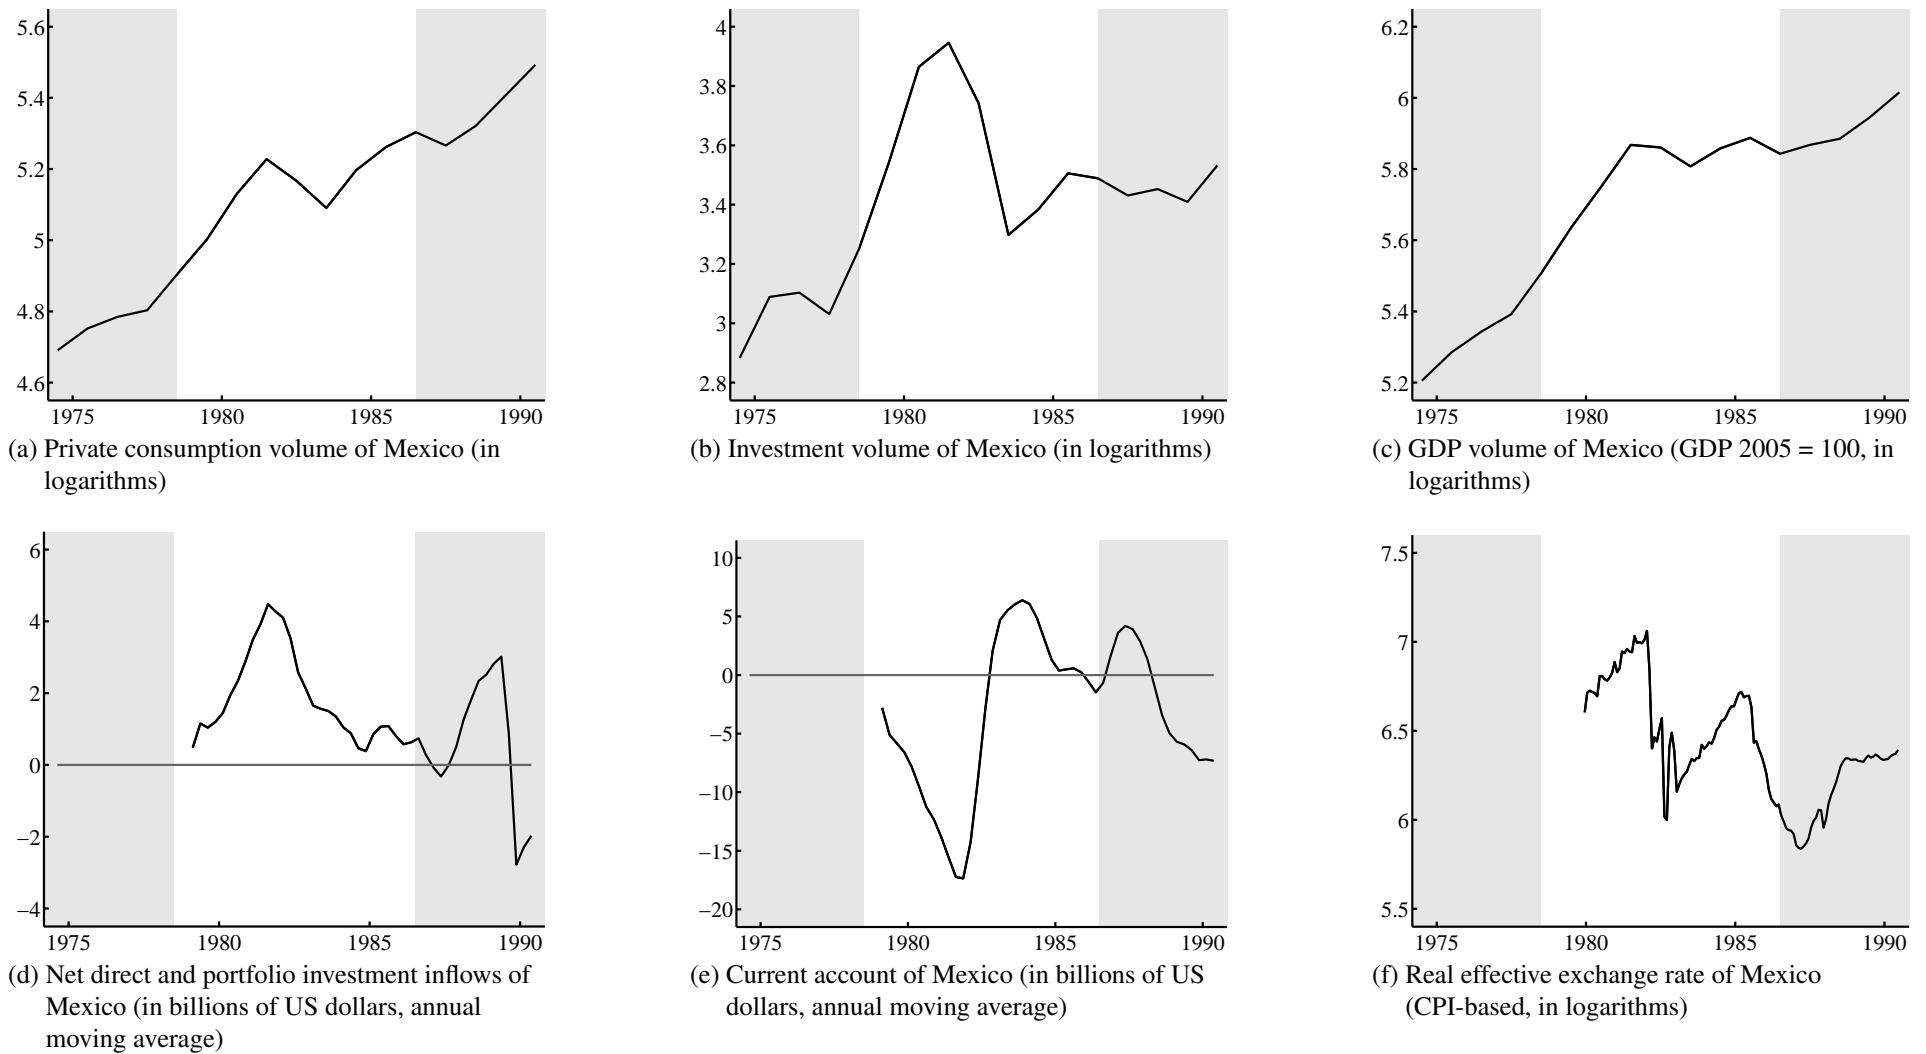 5.6
5.4
5.2
5
4.8
4.6
1975 1980 1985 1990
(a) Private consumption volume of Mexico (in
logarithms)
4
3.8
3.6
3.4
3.2
3
2.8
1975 1980 1985 1990
(b) Investment volume of Mexico (in logarithms)
6.2
6
5.8
5.6
5.4
5.2
1975 1980 1985 1990
(c) GDP volume of Mexico (GDP 2005 = 100, in
logarithms)
6
4
2
0
−2
−4
1975 1980 1985 1990
(d) Net direct and portfolio investment inflows of
Mexico (in billions of US dollars, annual
moving average)
10
5
0
−5
−10
−15
−20
1975 1980 1985 1990
(e) Current account of Mexico (in billions of US
dollars, annual moving average)
7.5
7
6.5
6
5.5
1975 1980 1985 1990
(f) Real effective exchange rate of Mexico
(CPI-based, in logarithms)